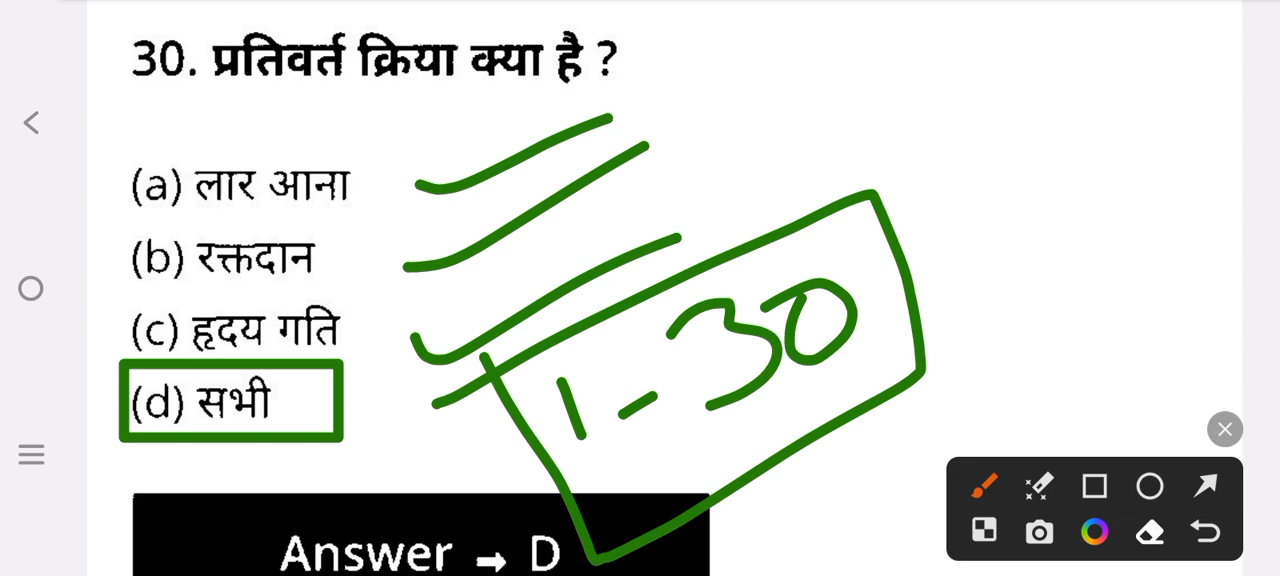 30. प्रतिवर्त क्रिया क्या है ?
(a) लार आना
(b) रक्तदान
(c) हृदय गति
(d) सभी
1-30
Answer ➡ D